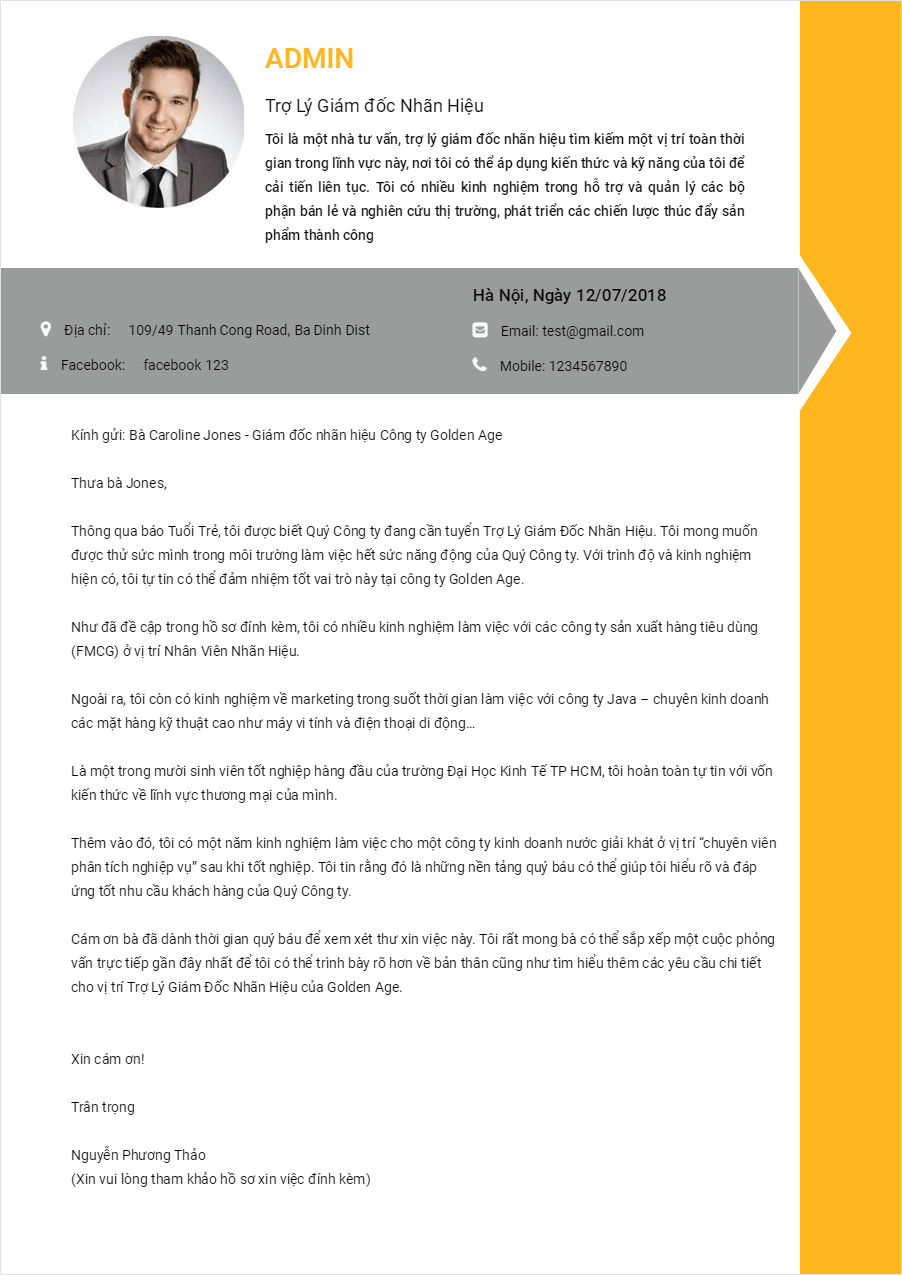 ADMIN
Trợ Lý Giám đốc Nhãn Hiệu
Tôi là một nhà tư vấn, trợ lý giám đốc nhãn hiệu tìm kiếm một vị trí toàn thời
gian trong lĩnh vực này, nơi tôi có thể áp dụng kiến thức và kỹ năng của tôi để
cải tiến liên tục. Tôi có nhiều kinh nghiệm trong hỗ trợ và quản lý các bộ
phận bán lẻ và nghiên cứu thị trường, phát triển các chiến lược thúc đẩy sản
phẩm thành công
Hà Nội, Ngày 12/07/2018
Địa chỉ: 109/49 Thanh Cong Road, Ba Dinh Dist
Email: test@gmail.com
Facebook: facebook 123
Mobile: 1234567890
Kính gửi: Bà Caroline Jones - Giám đốc nhãn hiệu Công ty Golden Age
Thưa bà Jones,
Thông qua báo Tuổi Trẻ, tôi được biết Quý Công ty đang cần tuyển Trợ Lý Giám Đốc Nhãn Hiệu. Tôi mong muốn
được thử sức mình trong môi trường làm việc hết sức năng động của Quý Công ty. Với trình độ và kinh nghiệm
hiện có, tôi tự tin có thể đảm nhiệm tốt vai trò này tại công ty Golden Age.
Như đã đề cập trong hồ sơ đính kèm, tôi có nhiều kinh nghiệm làm việc với các công ty sản xuất hàng tiêu dùng
(FMCG) ở vị trí Nhân Viên Nhãn Hiệu.
Ngoài ra, tôi còn có kinh nghiệm về marketing trong suốt thời gian làm việc với công ty Java – chuyên kinh doanh
các mặt hàng kỹ thuật cao như máy vi tính và điện thoại di động…
Là một trong mười sinh viên tốt nghiệp hàng đầu của trường Đại Học Kinh Tế TP HCM, tôi hoàn toàn tự tin với vốn
kiến thức về lĩnh vực thương mại của mình.
Thêm vào đó, tôi có một năm kinh nghiệm làm việc cho một công ty kinh doanh nước giải khát ở vị trí “chuyên viên
phân tích nghiệp vụ” sau khi tốt nghiệp. Tôi tin rằng đó là những nền tảng quý báu có thể giúp tôi hiểu rõ và đáp
ứng tốt nhu cầu khách hàng của Quý Công ty.
Cám ơn bà đã dành thời gian quý báu để xem xét thư xin việc này. Tôi rất mong bà có thể sắp xếp một cuộc phỏng
vấn trực tiếp gần đây nhất để tôi có thể trình bày rõ hơn về bản thân cũng như tìm hiểu thêm các yêu cầu chi tiết
cho vị trí Trợ Lý Giám Đốc Nhãn Hiệu của Golden Age.
Xin cám ơn!
Trân trọng
Nguyễn Phương Thảo
(Xin vui lòng tham khảo hồ sơ xin việc đính kèm)